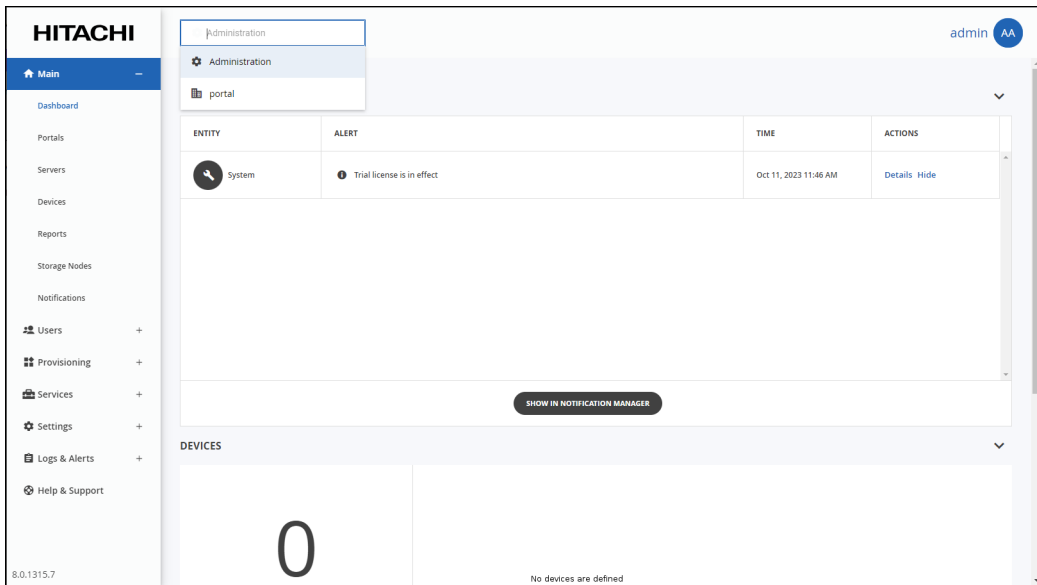 HITACHI
Administration
admin AA
Administration
portal
Main −
Dashboard
Portals
Servers
Devices
Reports
Storage Nodes
Notifications
Users +
Provisioning +
Services +
Settings +
Logs & Alerts +
Help & Support
8.0.1315.7
ENTITY ALERT TIME ACTIONS
System Trial license is in effect Oct 11, 2023 11:46 AM Details Hide
SHOW IN NOTIFICATION MANAGER
DEVICES
0
No devices are defined